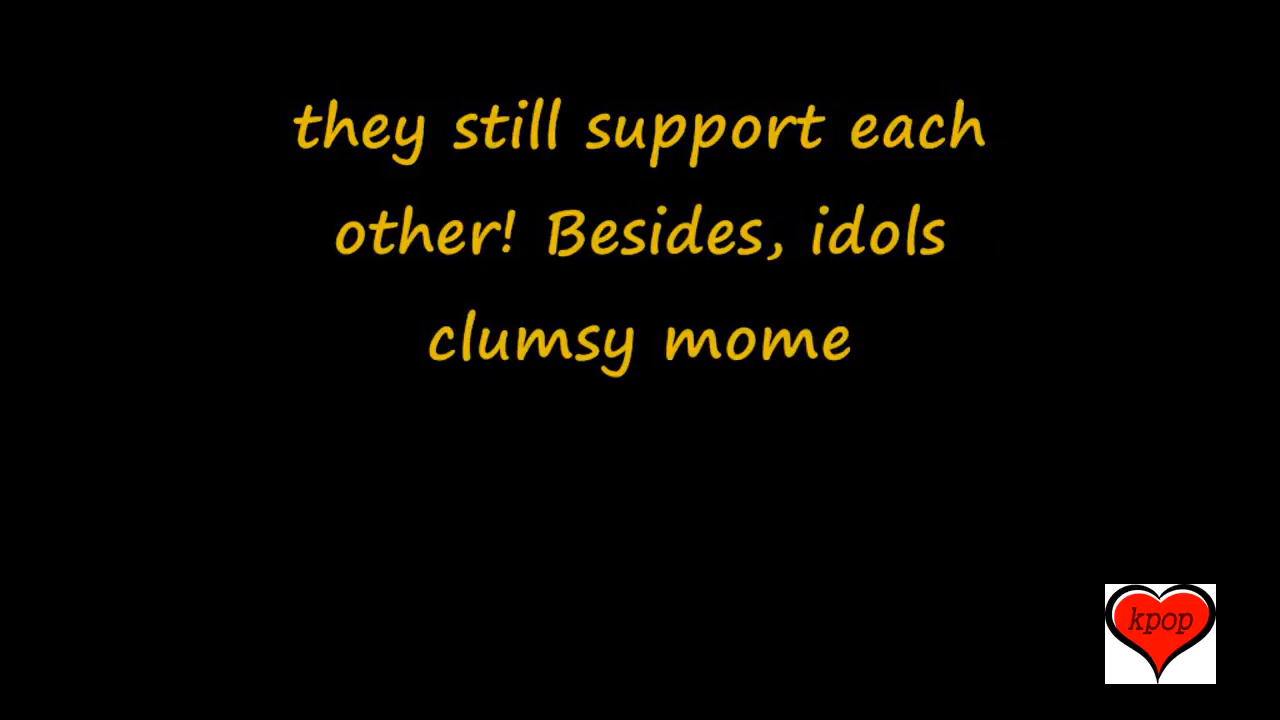 they still support each
other! Besides, idols
clumsy mome
kpop